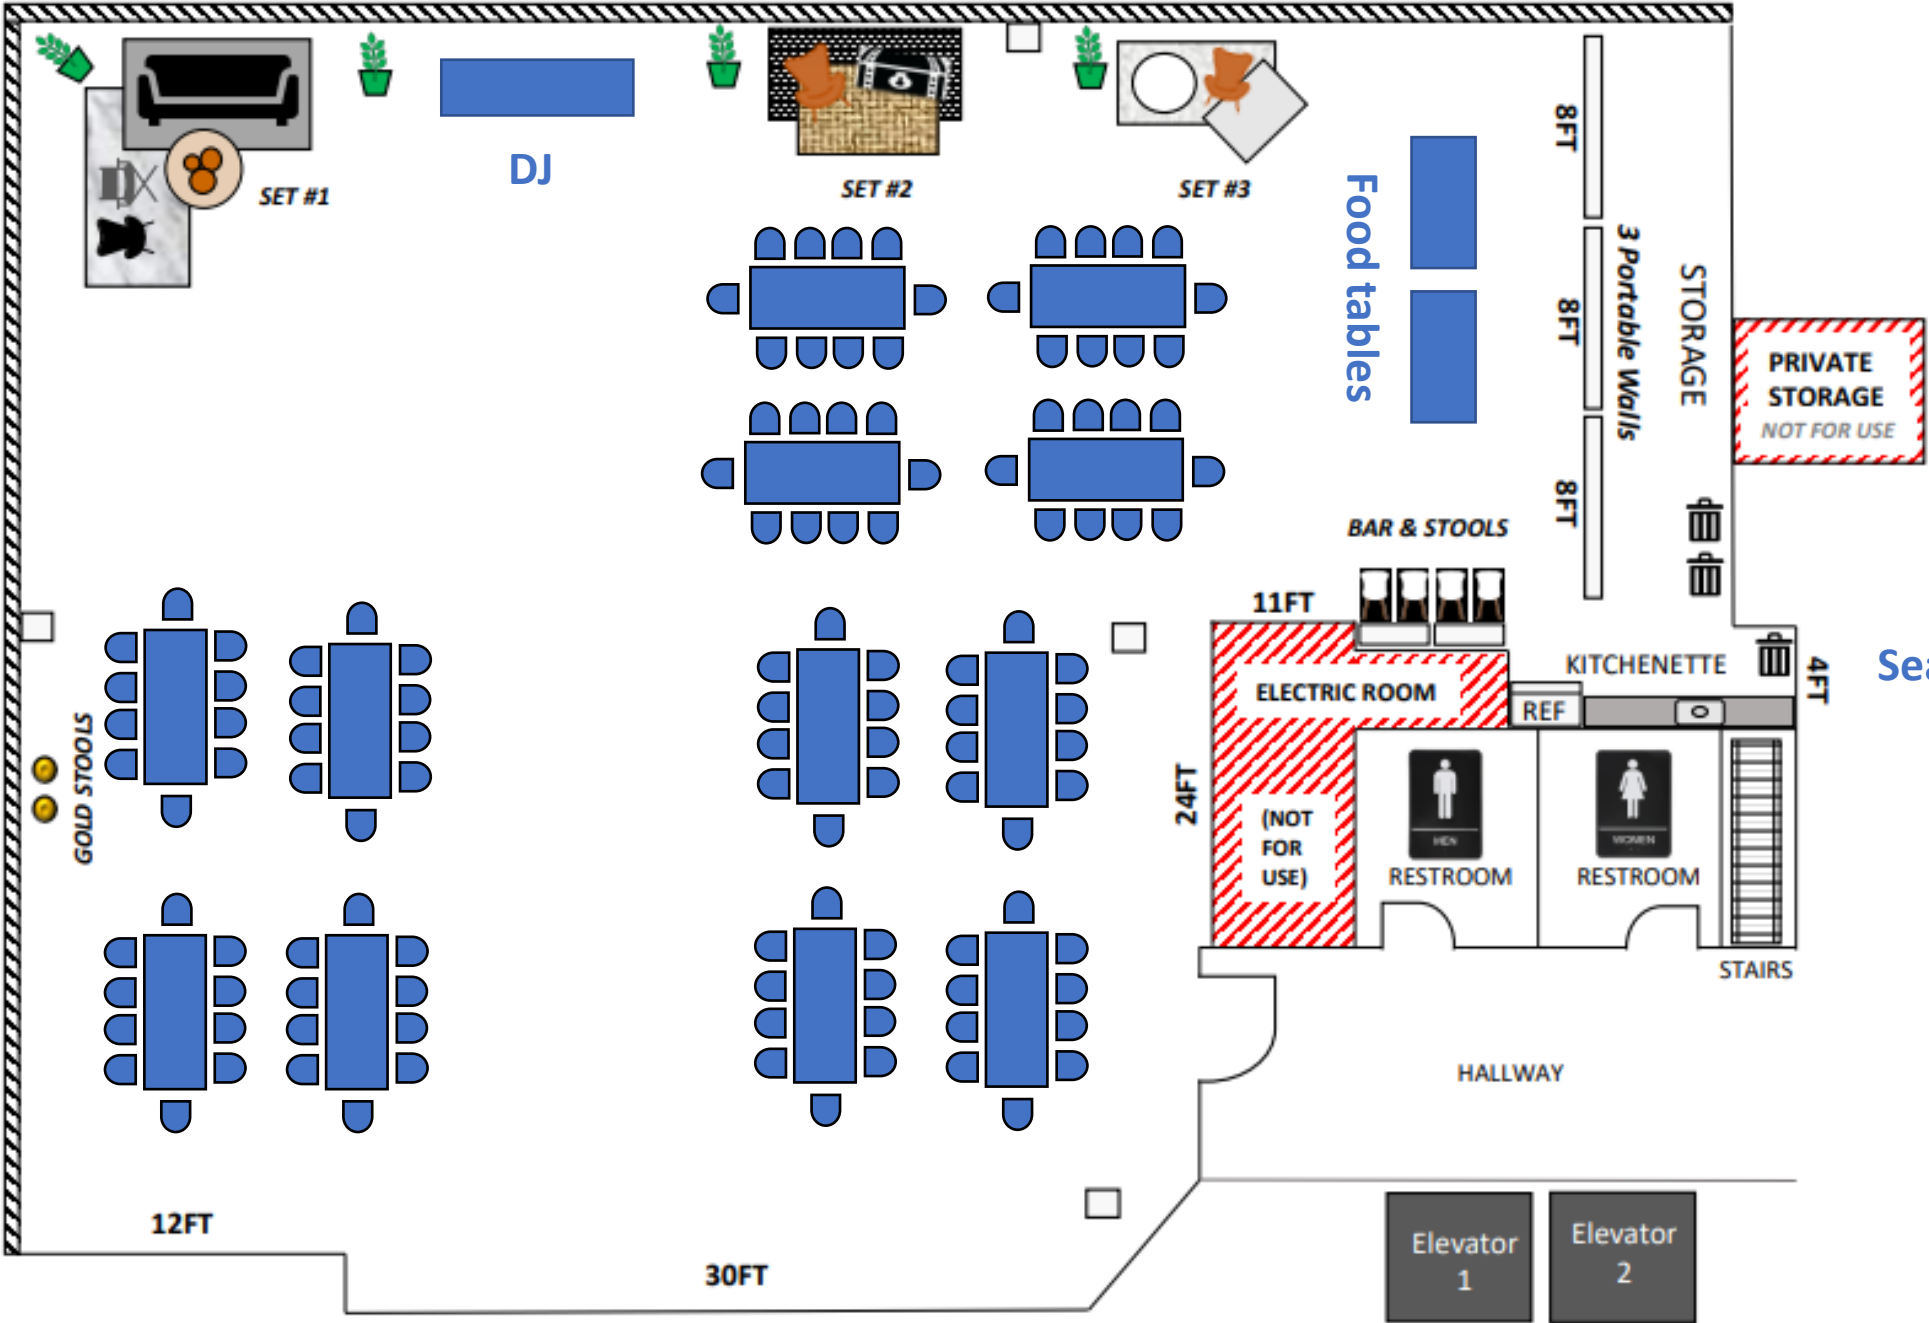 DJ
SET #1
SET #2
SET #3
Food tables
8FT
8FT
8FT
3 Portable Walls
STORAGE
PRIVATE
STORAGE
NOT FOR USE
BAR & STOOLS
11FT
ELECTRIC ROOM
KITCHENETTE
4FT
Sea
REF
GOLD STOOLS
24FT
(NOT
FOR
USE)
MEN
RESTROOM
WOMEN
RESTROOM
STAIRS
HALLWAY
12FT
30FT
Elevator
1
Elevator
2